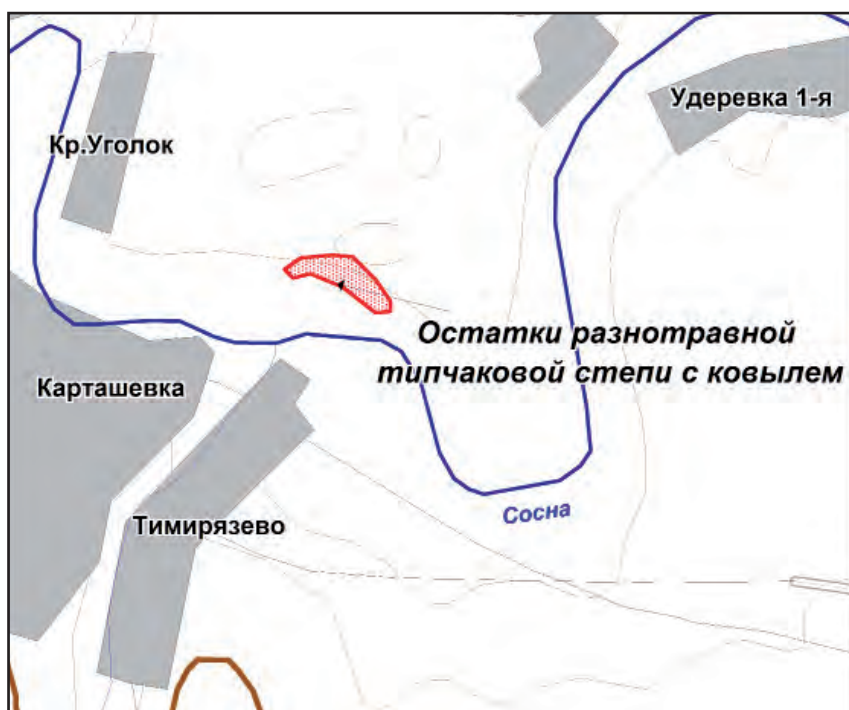 Удеревка 1-я
Кр.Уголок
Остатки разнотравной
типчаковой степи с ковылем
Карташевка
Сосна
Тимирязево